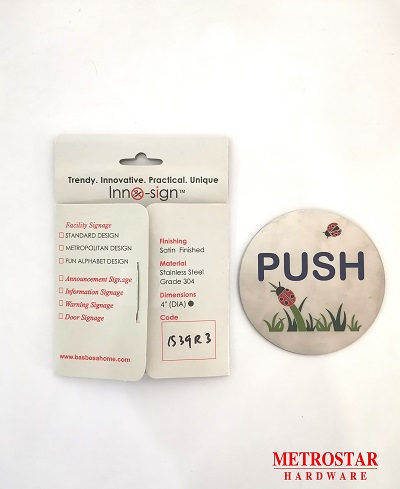 Trendy. Innovative. Practical. Unique
Inno-sign™
Facility Signage
STANDARD DESIGN
METROPOLITAN DESIGN
FUN ALPHABET DESIGN
Announcement Signage
Information Signage
Warning Signage
Door Signage
www.basbosahome.com
Finishing
Satin Finished
Material
Stainless Steel
Grade 304
Dimensions
4" (DIA)
Code
1539R3
PUSH
METROSTAR
HARDWARE